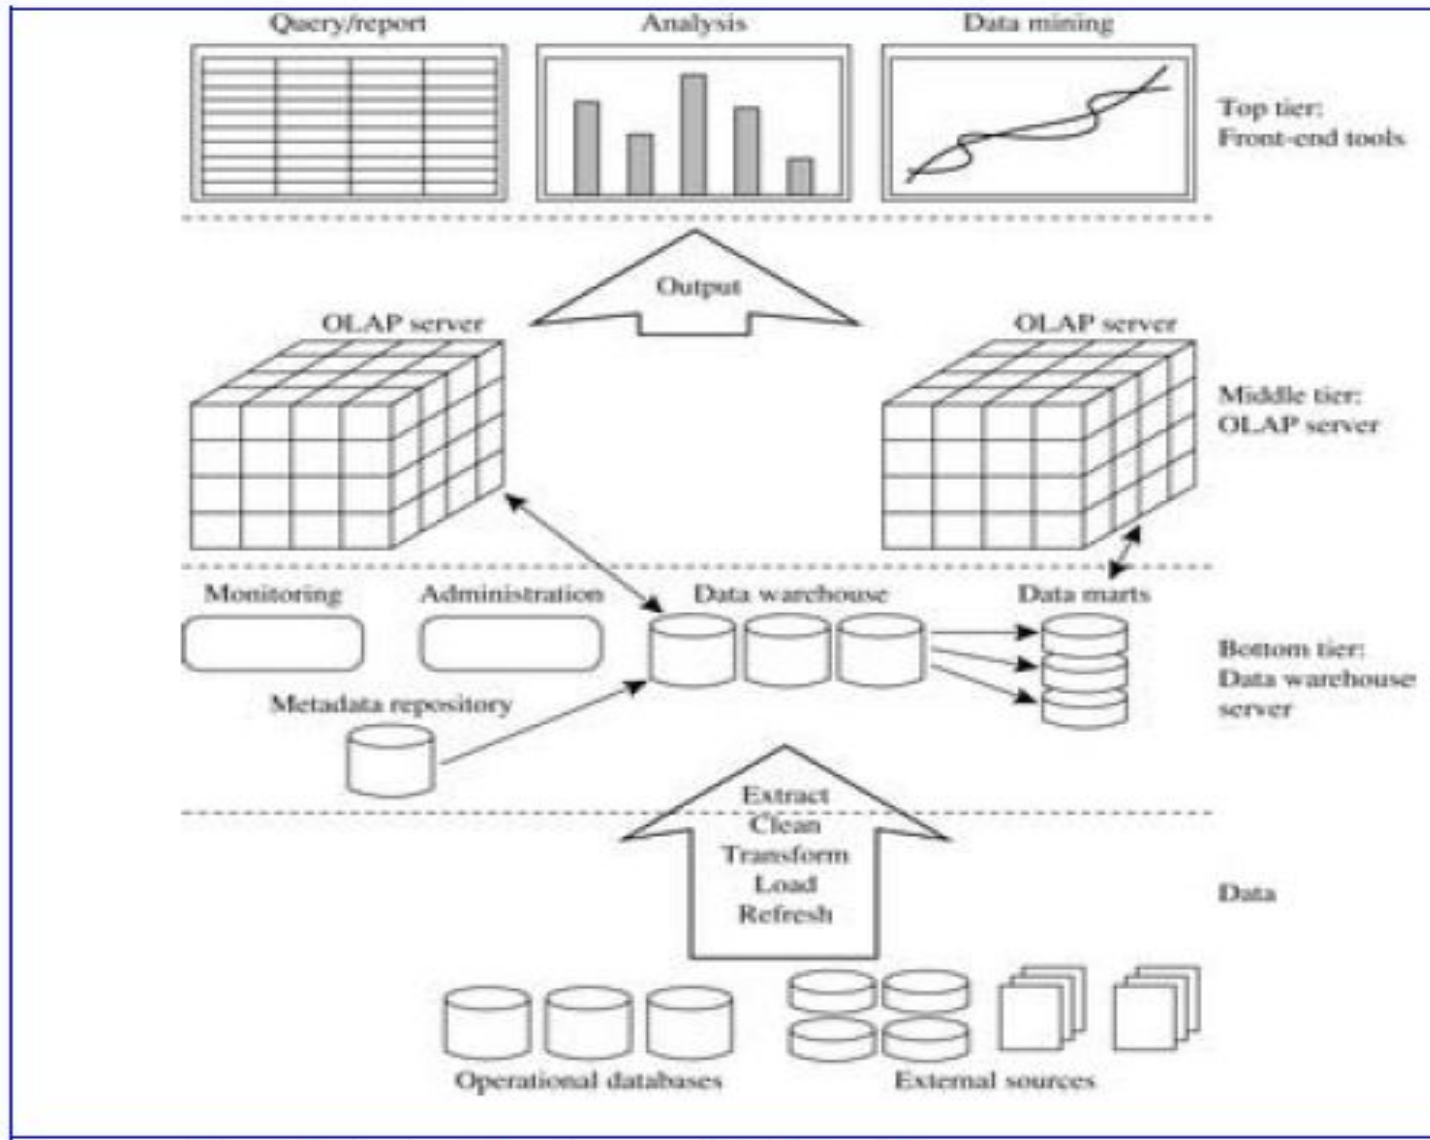 Query/report
Analysis
Data mining
Top tier:
Front-end tools
Output
OLAP server
OLAP server
Middle tier:
OLAP server
Monitoring
Administration
Data warehouse
Data marts
Bottom tier:
Data warehouse
server
Metadada repository
Extract
Clean
Transform
Load
Refresh
Data
Operational databases
External sources